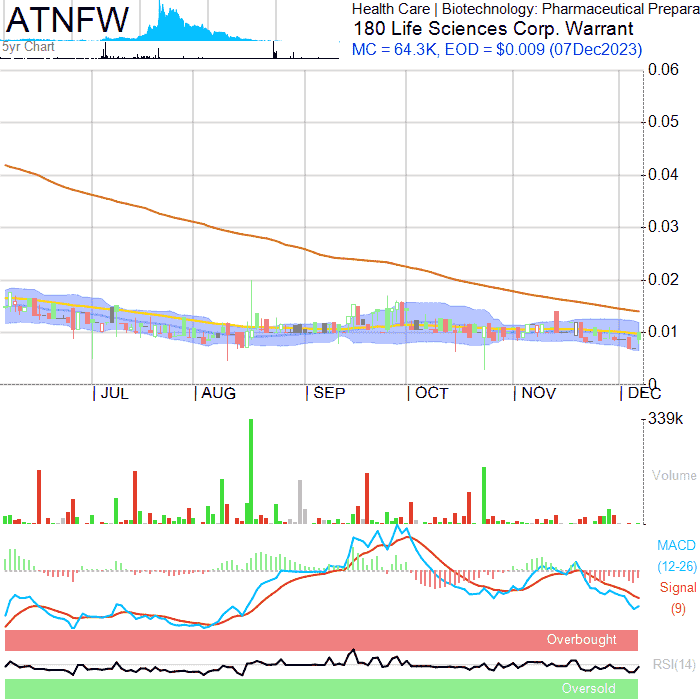 ATNFW
5yr Chart
Health Care | Biotechnology: Pharmaceutical Prepara
180 Life Sciences Corp. Warrant
MC = 64.3K, EOD = $0.009 (07Dec2023)
0.06
0.05
0.04
0.03
0.02
0.01
0
JUL AUG SEP OCT NOV DEC
339k
Volume
MACD
(12-26)
Signal
(9)
Overbought
RSI(14)
Oversold